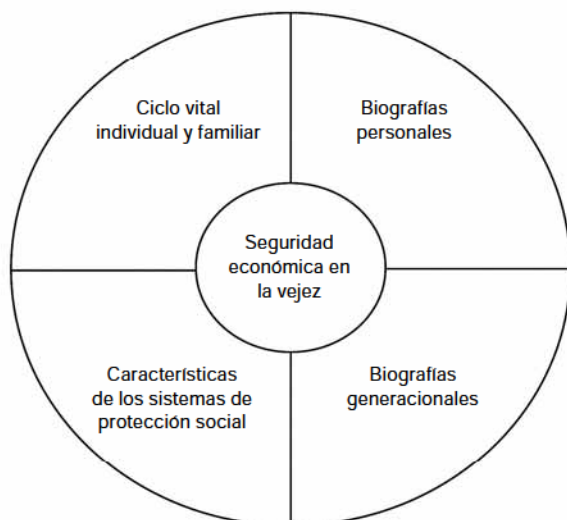 Ciclo vital
individual y familiar
Biografías
personales
Seguridad
económica en
la vejez
Características
de los sistemas de
protección social
Biografías
generacionales